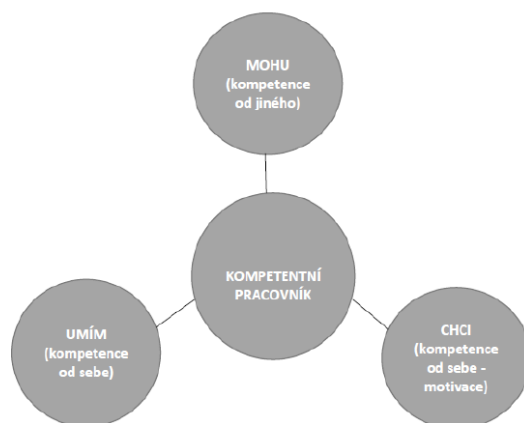 MOHU
(kompetence
od jiného)
KOMPETENTNÍ
PRACOVNÍK
UMÍM
(kompetence
od sebe)
CHCI
(kompetence
od sebe -
motivace)